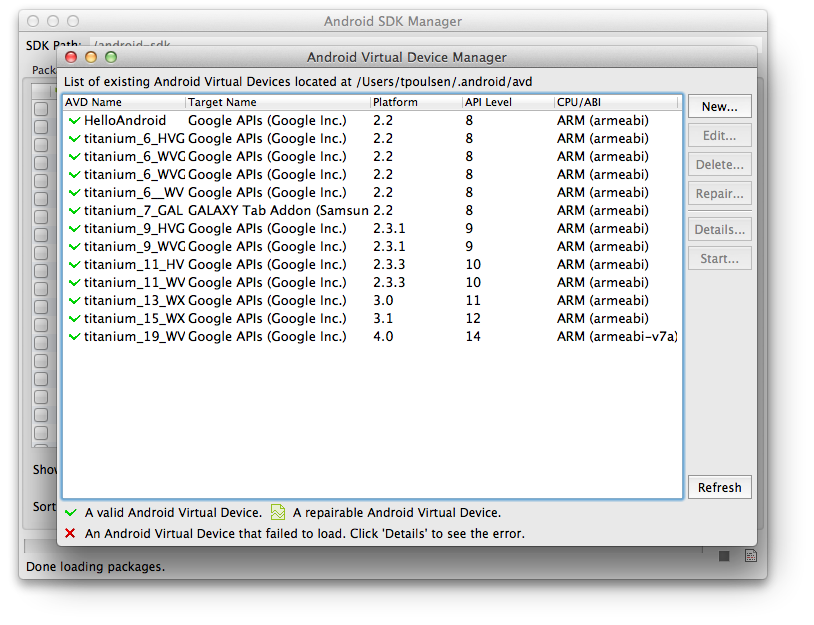 Android SDK Manager
SDK Path: /android-sdk
Android Virtual Device Manager
Pack
List of existing Android Virtual Devices located at /Users/tpoulsen/.android/avd
AVD Name Target Name Platform API Level CPU/ABI
New...
HelloAndroid Google APIs (Google Inc.) 2.2 8 ARM (armeabi)
titanium_6_HVG Google APIs (Google Inc.) 2.2 8 ARM (armeabi)
Edit...
titanium_6_WVG Google APIs (Google Inc.) 2.2 8 ARM (armeabi)
Delete...
titanium_6_WVG Google APIs (Google Inc.) 2.2 8 ARM (armeabi)
titanium_6__WV Google APIs (Google Inc.) 2.2 8 ARM (armeabi)
Repair...
titanium_7_GAL GALAXY Tab Addon (Samsun 2.2 8 ARM (armeabi)
titanium_9_HVG Google APIs (Google Inc.) 2.3.1 9 ARM (armeabi)
Details...
titanium_9_WVG Google APIs (Google Inc.) 2.3.1 9 ARM (armeabi)
titanium_11_HV Google APIs (Google Inc.) 2.3.3 10 ARM (armeabi)
Start...
titanium_11_WV Google APIs (Google Inc.) 2.3.3 10 ARM (armeabi)
titanium_13_WX Google APIs (Google Inc.) 3.0 11 ARM (armeabi)
titanium_15_WX Google APIs (Google Inc.) 3.1 12 ARM (armeabi)
titanium_19_WV Google APIs (Google Inc.) 4.0 14 ARM (armeabi-v7a)
Show
Refresh
Sort
A valid Android Virtual Device. A repairable Android Virtual Device.
An Android Virtual Device that failed to load. Click 'Details' to see the error.
Done loading packages.